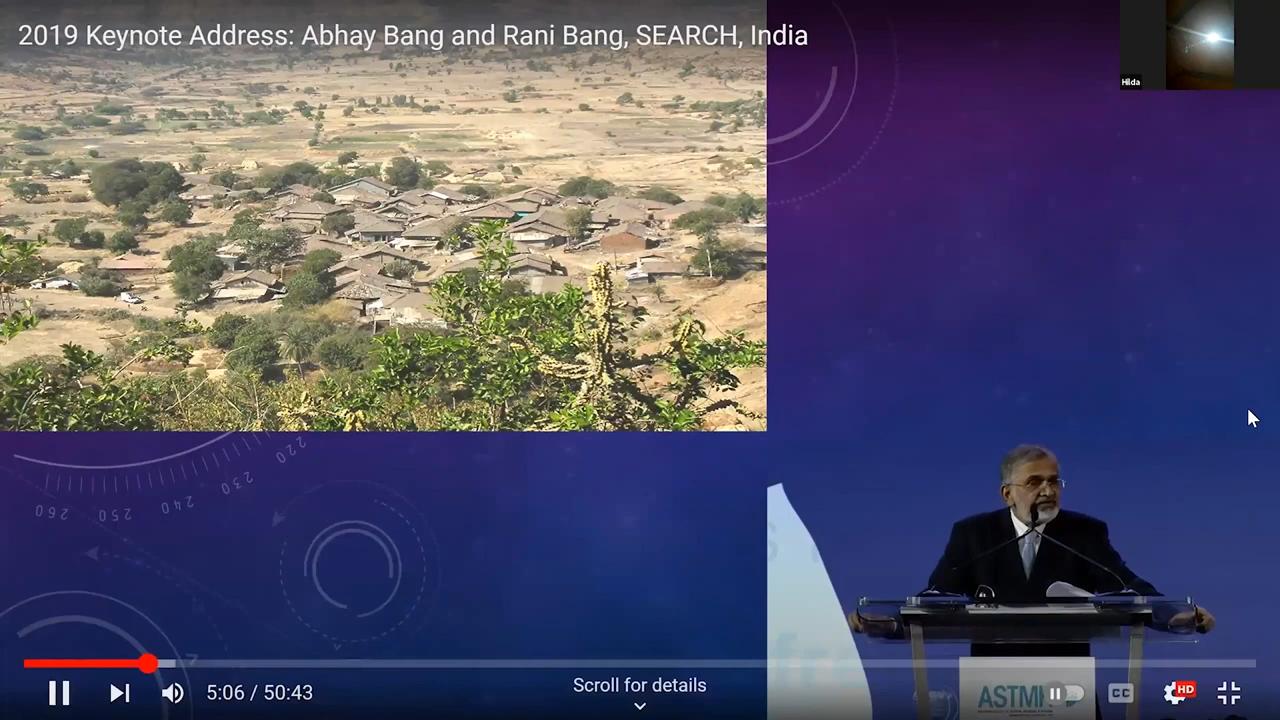 2019 Keynote Address: Abhay Bang and Rani Bang, SEARCH, India
Hilda
220
230
240
250
260
5:06 / 50:43
Scroll for details
CC
HD